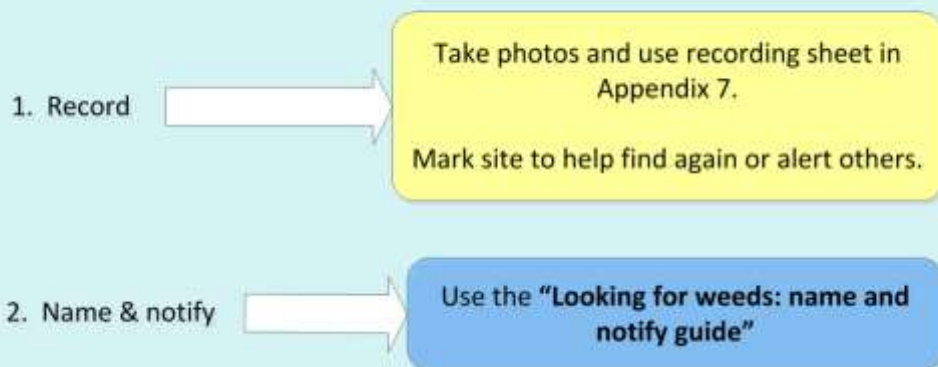 1. Record
Take photos and use recording sheet in
Appendix 7.
Mark site to help find again or alert others.
2. Name & notify
Use the “Looking for weeds: name and
notify guide”